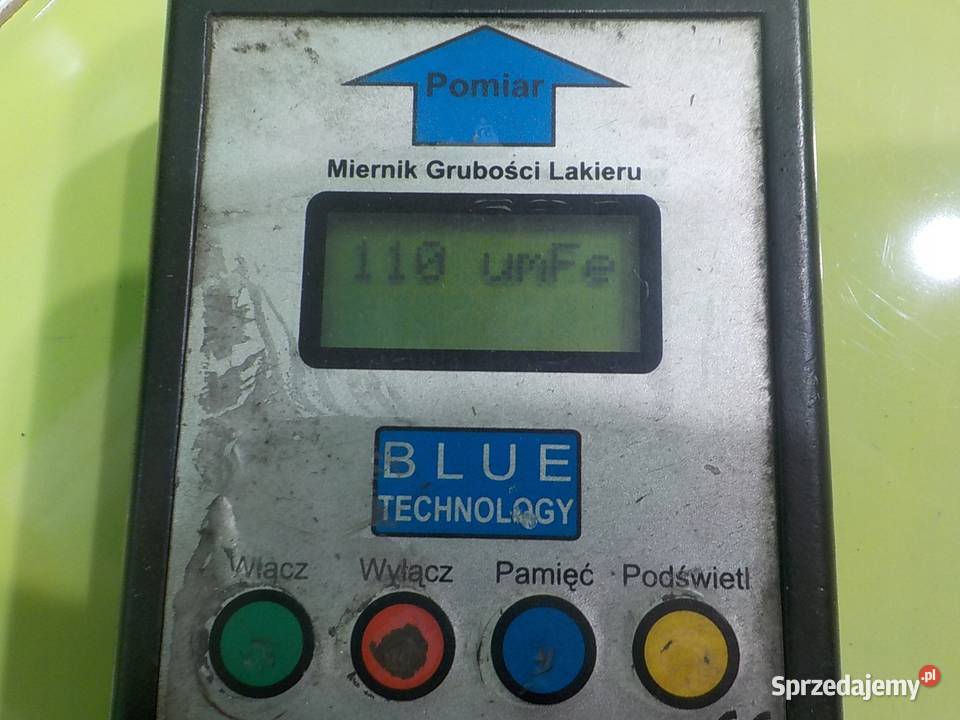 Pomiar
Miernik Grubości Lakieru
110 umFe
BLUE
TECHNOLOGY
Włącz Wyłącz Pamięć Podświetl
Sprzedajemy.pl